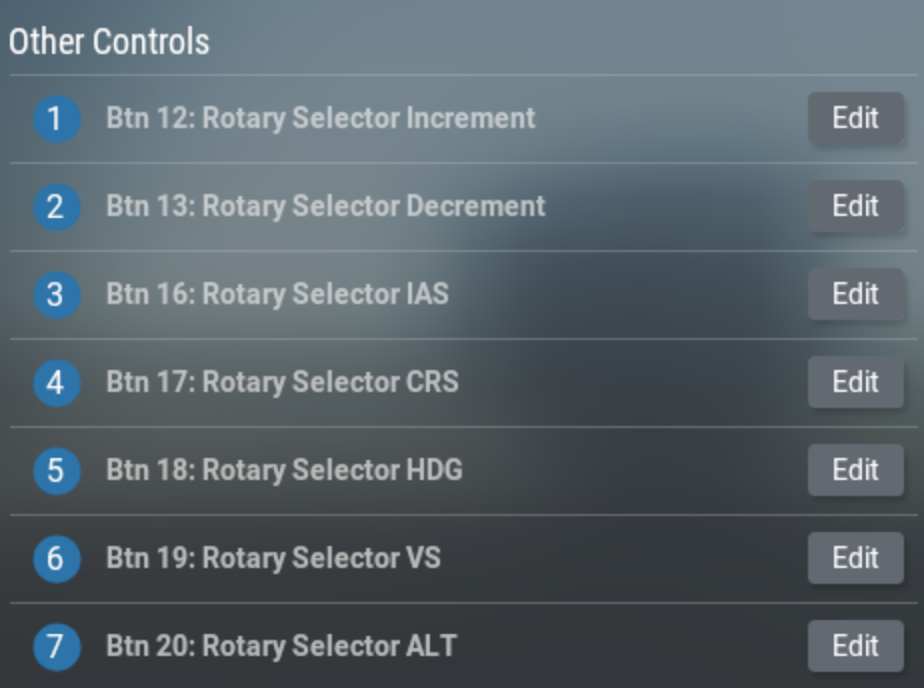 Other Controls
1 Btn 12: Rotary Selector Increment Edit
2 Btn 13: Rotary Selector Decrement Edit
3 Btn 16: Rotary Selector IAS Edit
4 Btn 17: Rotary Selector CRS Edit
5 Btn 18: Rotary Selector HDG Edit
6 Btn 19: Rotary Selector VS Edit
7 Btn 20: Rotary Selector ALT Edit